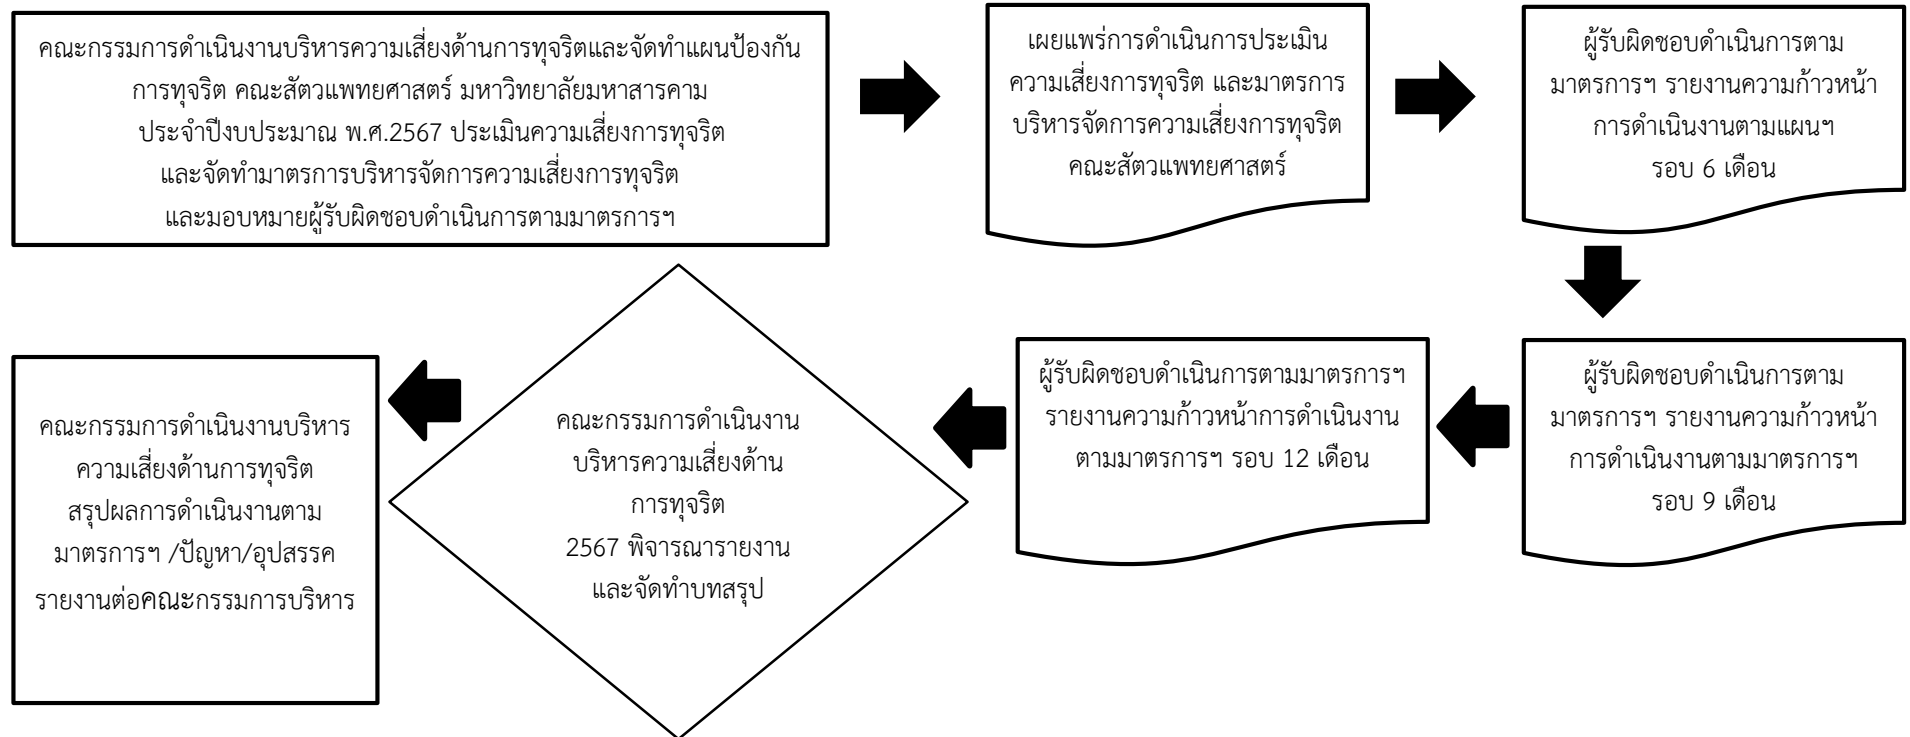 คณะกรรมการดำเนินงานบริหารความเสี่ยงด้านการทุจริตและจัดทำแผนป้องกัน
การทุจริต คณะสัตวแพทยศาสตร์ มหาวิทยาลัยมหาสารคาม
ประจำปีงบประมาณ พ.ศ.2567 ประเมินความเสี่ยงการทุจริต
และจัดทำมาตรการบริหารจัดการความเสี่ยงการทุจริต
และมอบหมายผู้รับผิดชอบดำเนินการตามมาตรการฯ
เผยแพร่การดำเนินการประเมิน
ความเสี่ยงการทุจริต และมาตรการ
บริหารจัดการความเสี่ยงการทุจริต
คณะสัตวแพทยศาสตร์
ผู้รับผิดชอบดำเนินการตาม
มาตรการฯ รายงานความก้าวหน้า
การดำเนินงานตามแผนฯ
รอบ 6 เดือน
ผู้รับผิดชอบดำเนินการตาม
มาตรการฯ รายงานความก้าวหน้า
การดำเนินงานตามมาตรการฯ
รอบ 9 เดือน
ผู้รับผิดชอบดำเนินการตามมาตรการฯ
รายงานความก้าวหน้าการดำเนินงาน
ตามมาตรการฯ รอบ 12 เดือน
คณะกรรมการดำเนินงาน
บริหารความเสี่ยงด้าน
การทุจริต
2567 พิจารณารายงาน
และจัดทำบทสรุป
คณะกรรมการดำเนินงานบริหาร
ความเสี่ยงด้านการทุจริต
สรุปผลการดำเนินงานตาม
มาตรการฯ /ปัญหา/อุปสรรค
รายงานต่อคณะกรรมการบริหาร